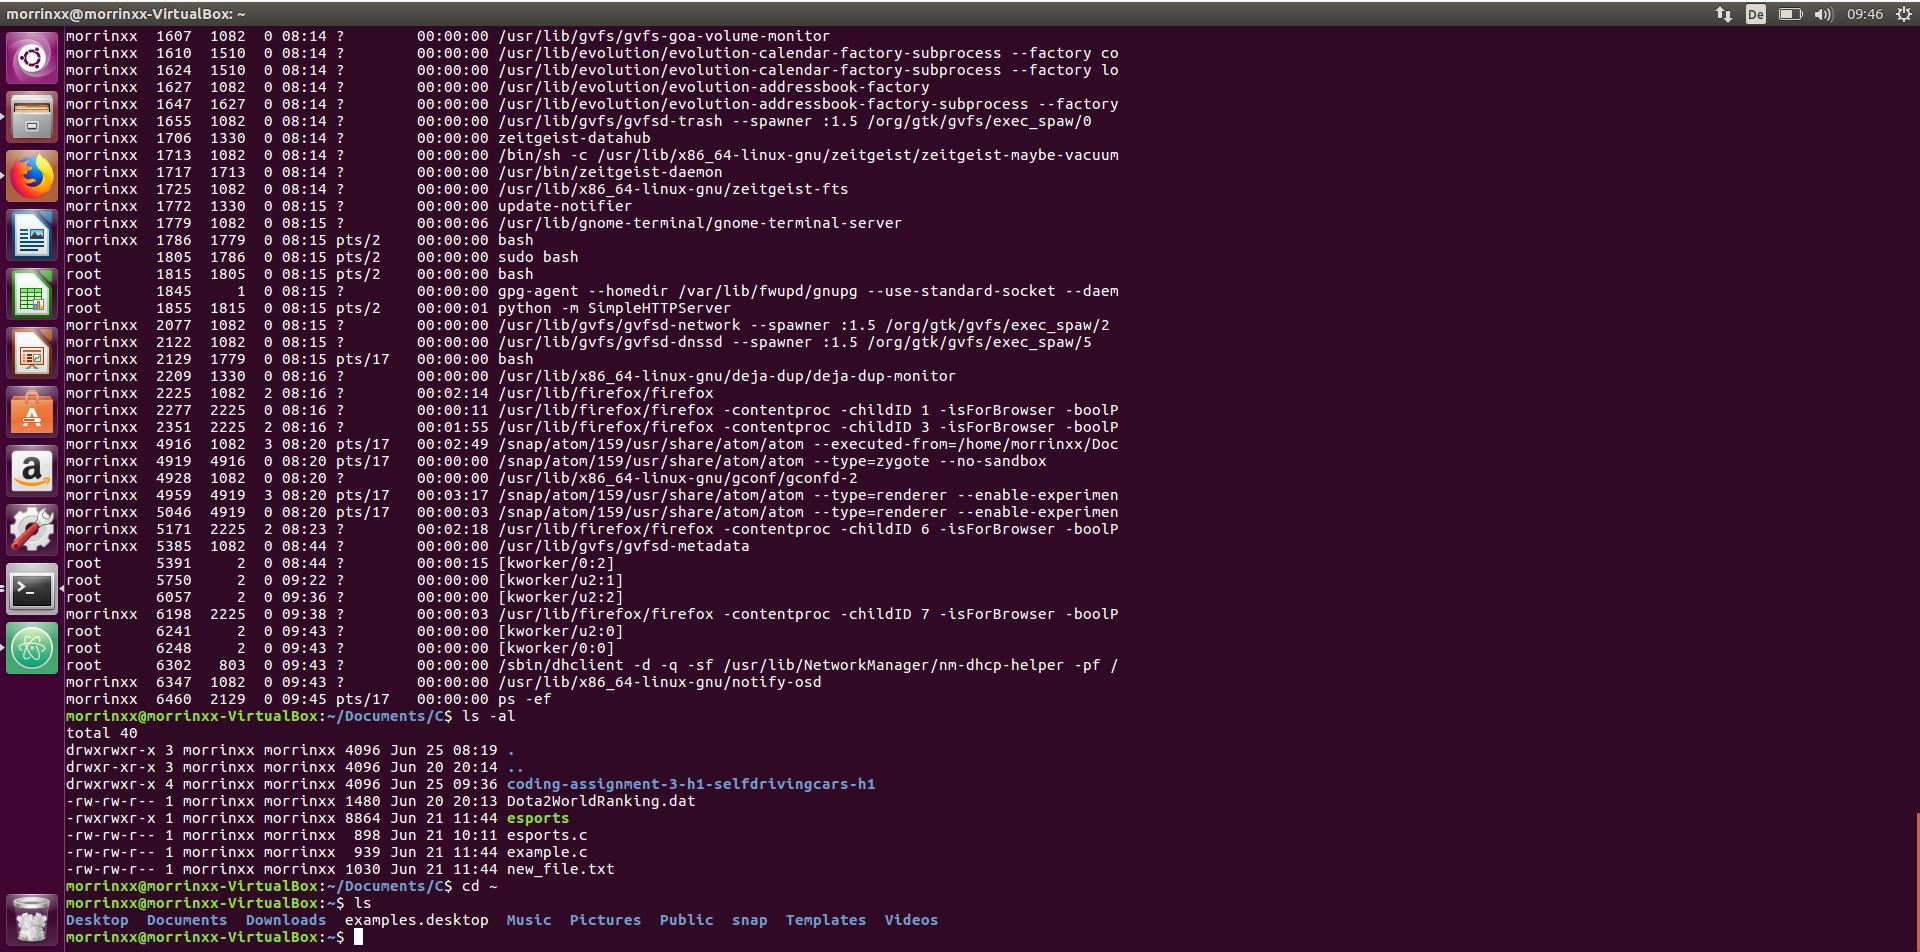 morrinxx@morrinxx-VirtualBox: ~ De 09:46
morrinxx  1607  1082  0 08:14 ?        00:00:00 /usr/lib/gvfs/gvfs-goa-volume-monitor
morrinxx  1610  1510  0 08:14 ?        00:00:00 /usr/lib/evolution/evolution-calendar-factory-subprocess --factory co
morrinxx  1624  1510  0 08:14 ?        00:00:00 /usr/lib/evolution/evolution-calendar-factory-subprocess --factory lo
morrinxx  1627  1082  0 08:14 ?        00:00:00 /usr/lib/evolution/evolution-addressbook-factory
morrinxx  1647  1627  0 08:14 ?        00:00:00 /usr/lib/evolution/evolution-addressbook-factory-subprocess --factory
morrinxx  1655  1082  0 08:14 ?        00:00:00 /usr/lib/gvfs/gvfsd-trash --spawner :1.5 /org/gtk/gvfs/exec_spaw/0
morrinxx  1706  1330  0 08:14 ?        00:00:00 zeitgeist-datahub
morrinxx  1713  1082  0 08:14 ?        00:00:00 /bin/sh -c /usr/lib/x86_64-linux-gnu/zeitgeist/zeitgeist-maybe-vacuum
morrinxx  1717  1713  0 08:14 ?        00:00:00 /usr/bin/zeitgeist-daemon
morrinxx  1725  1082  0 08:14 ?        00:00:00 /usr/lib/x86_64-linux-gnu/zeitgeist-fts
morrinxx  1772  1330  0 08:15 ?        00:00:00 update-notifier
morrinxx  1779  1082  0 08:15 ?        00:00:06 /usr/lib/gnome-terminal/gnome-terminal-server
morrinxx  1786  1779  0 08:15 pts/2    00:00:00 bash
root      1805  1786  0 08:15 pts/2    00:00:00 sudo bash
root      1815  1805  0 08:15 pts/2    00:00:00 bash
root      1845     1  0 08:15 ?        00:00:00 gpg-agent --homedir /var/lib/fwupd/gnupg --use-standard-socket --daem
root      1855  1815  0 08:15 pts/2    00:00:01 python -m SimpleHTTPServer
morrinxx  2077  1082  0 08:15 ?        00:00:00 /usr/lib/gvfs/gvfsd-network --spawner :1.5 /org/gtk/gvfs/exec_spaw/2
morrinxx  2122  1082  0 08:15 ?        00:00:00 /usr/lib/gvfs/gvfsd-dnssd --spawner :1.5 /org/gtk/gvfs/exec_spaw/5
morrinxx  2129  1779  0 08:15 pts/17   00:00:00 bash
morrinxx  2209  1330  0 08:16 ?        00:00:00 /usr/lib/x86_64-linux-gnu/deja-dup/deja-dup-monitor
morrinxx  2225  1082  2 08:16 ?        00:02:14 /usr/lib/firefox/firefox
morrinxx  2277  2225  0 08:16 ?        00:00:11 /usr/lib/firefox/firefox -contentproc -childID 1 -isForBrowser -boolP
morrinxx  2351  2225  2 08:16 ?        00:01:55 /usr/lib/firefox/firefox -contentproc -childID 3 -isForBrowser -boolP
morrinxx  4916  1082  3 08:20 pts/17   00:02:49 /snap/atom/159/usr/share/atom/atom --executed-from=/home/morrinxx/Doc
morrinxx  4919  4916  0 08:20 pts/17   00:00:00 /snap/atom/159/usr/share/atom/atom --type=zygote --no-sandbox
morrinxx  4928  1082  0 08:20 ?        00:00:00 /usr/lib/x86_64-linux-gnu/gconf/gconfd-2
morrinxx  4959  4919  3 08:20 pts/17   00:03:17 /snap/atom/159/usr/share/atom/atom --type=renderer --enable-experimen
morrinxx  5046  4919  0 08:20 pts/17   00:00:03 /snap/atom/159/usr/share/atom/atom --type=renderer --enable-experimen
morrinxx  5171  2225  2 08:23 ?        00:02:18 /usr/lib/firefox/firefox -contentproc -childID 6 -isForBrowser -boolP
morrinxx  5385  1082  0 08:44 ?        00:00:00 /usr/lib/gvfs/gvfsd-metadata
root      5391     2  0 08:44 ?        00:00:15 [kworker/0:2]
root      5750     2  0 09:22 ?        00:00:00 [kworker/u2:1]
root      6057     2  0 09:36 ?        00:00:00 [kworker/u2:2]
morrinxx  6198  2225  0 09:38 ?        00:00:03 /usr/lib/firefox/firefox -contentproc -childID 7 -isForBrowser -boolP
root      6241     2  0 09:43 ?        00:00:00 [kworker/u2:0]
root      6248     2  0 09:43 ?        00:00:00 [kworker/0:0]
root      6302   803  0 09:43 ?        00:00:00 /sbin/dhclient -d -q -sf /usr/lib/NetworkManager/nm-dhcp-helper -pf /
morrinxx  6347  1082  0 09:43 ?        00:00:00 /usr/lib/x86_64-linux-gnu/notify-osd
morrinxx  6460  2129  0 09:45 pts/17   00:00:00 ps -ef
morrinxx@morrinxx-VirtualBox:~/Documents/C$ ls -al
total 40
drwxrwxr-x 3 morrinxx morrinxx 4096 Jun 25 08:19 .
drwxr-xr-x 3 morrinxx morrinxx 4096 Jun 20 20:14 ..
drwxrwxr-x 4 morrinxx morrinxx 4096 Jun 25 09:36 coding-assignment-3-h1-selfdrivingcars-h1
-rw-rw-r-- 1 morrinxx morrinxx 1480 Jun 20 20:13 Dota2WorldRanking.dat
-rwxrwxr-x 1 morrinxx morrinxx 8864 Jun 21 11:44 esports
-rw-rw-r-- 1 morrinxx morrinxx  898 Jun 21 10:11 esports.c
-rw-rw-r-- 1 morrinxx morrinxx  939 Jun 21 11:44 example.c
-rw-rw-r-- 1 morrinxx morrinxx 1030 Jun 21 11:44 new_file.txt
morrinxx@morrinxx-VirtualBox:~/Documents/C$ cd ~
morrinxx@morrinxx-VirtualBox:~$ ls
Desktop  Documents  Downloads  examples.desktop  Music  Pictures  Public  snap  Templates  Videos
morrinxx@morrinxx-VirtualBox:~$